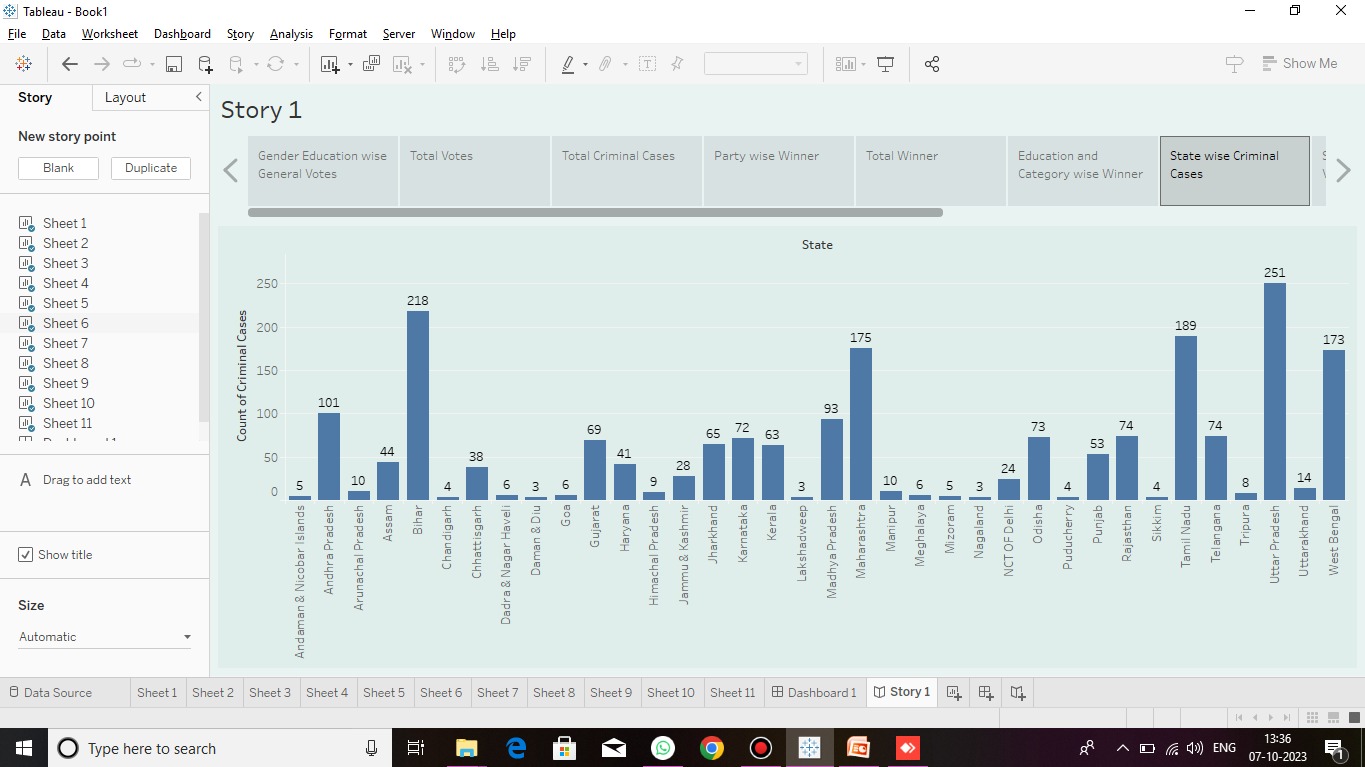 Tableau - Book1
File Data Worksheet Dashboard Story Analysis Format Server Window Help
Show Me
Story Layout
New story point
Blank Duplicate
Sheet 1
Sheet 2
Sheet 3
Sheet 4
Sheet 5
Sheet 6
Sheet 7
Sheet 8
Sheet 9
Sheet 10
Sheet 11
A Drag to add text
Show title
Size
Automatic
Story 1
Gender Education wise
General Votes
Total Votes
Total Criminal Cases
Party wise Winner
Total Winner
Education and
Category wise Winner
State wise Criminal
Cases
State
Count of Criminal Cases
250
200
150
100
50
0
5
101
10
44
218
4
38
6
3
6
69
41
9
28
65
72
63
3
93
175
10
6
5
3
24
73
4
53
74
4
189
74
8
251
14
173
Andaman & Nicobar Islands
Andhra Pradesh
Arunachal Pradesh
Assam
Bihar
Chandigarh
Chhattisgarh
Dadra & Nagar Haveli
Daman & Diu
Goa
Gujarat
Haryana
Himachal Pradesh
Jammu & Kashmir
Jharkhand
Karnataka
Kerala
Lakshadweep
Madhya Pradesh
Maharashtra
Manipur
Meghalaya
Mizoram
Nagaland
NCT OF Delhi
Odisha
Puducherry
Punjab
Rajasthan
Sikkim
Tamil Nadu
Telangana
Tripura
Uttar Pradesh
Uttarakhand
West Bengal
Data Source Sheet 1 Sheet 2 Sheet 3 Sheet 4 Sheet 5 Sheet 6 Sheet 7 Sheet 8 Sheet 9 Sheet 10 Sheet 11 Dashboard 1 Story 1
Type here to search
ENG
13:36
07-10-2023
1